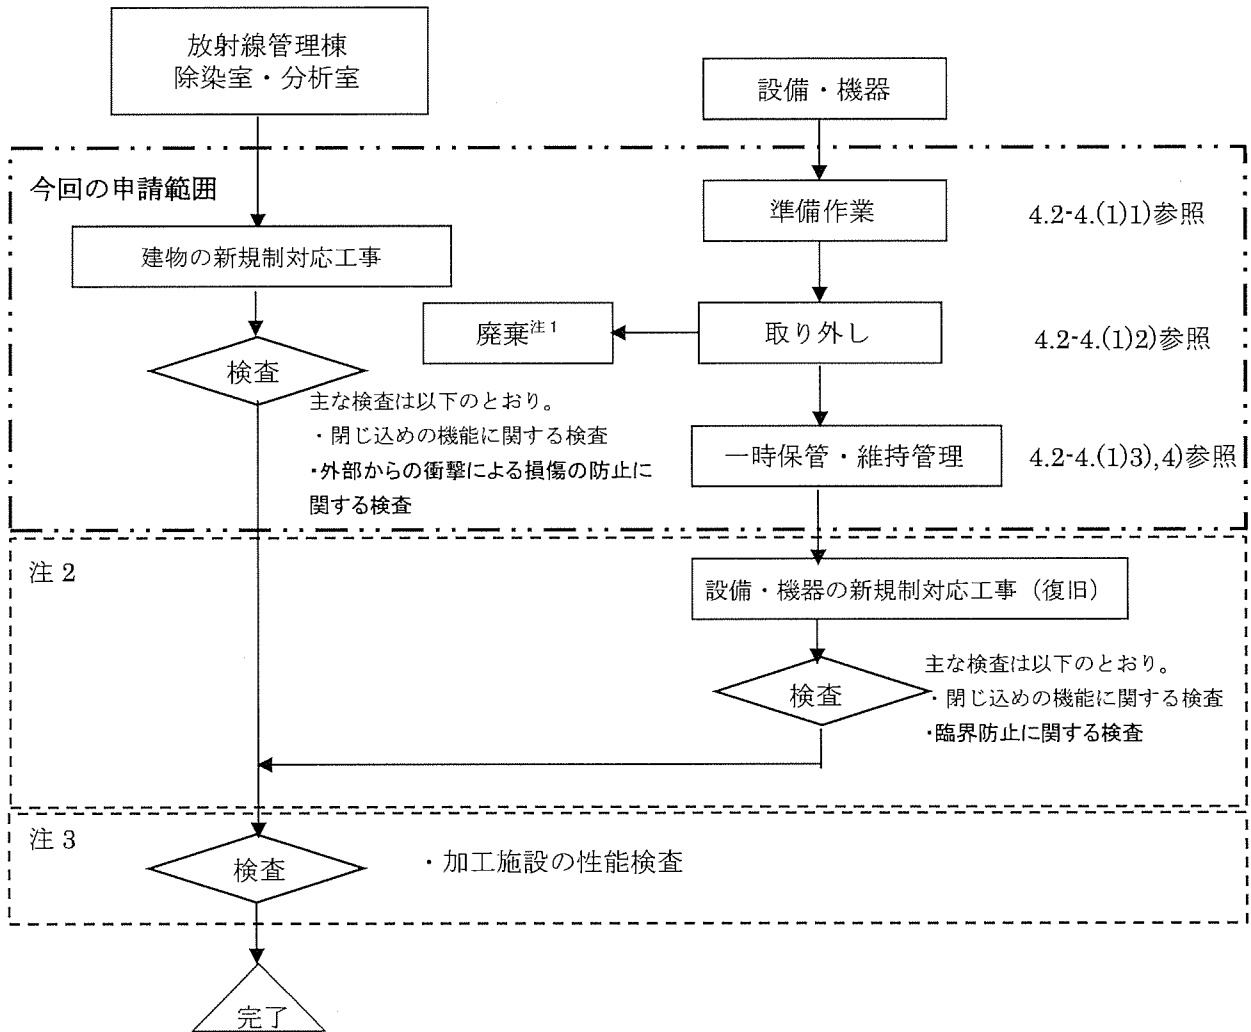 放射線管理棟
除染室・分析室
設備・機器
今回の申請範囲
準備作業
4.2-4.(1)1)参照
建物の新規制対応工事
廃棄注1
取り外し
4.2-4.(1)2)参照
検査
主な検査は以下のとおり。
・閉じ込めの機能に関する検査
・外部からの衝撃による損傷の防止に
関する検査
一時保管・維持管理
4.2-4.(1)3),4)参照
注2
設備・機器の新規制対応工事（復旧）
検査
主な検査は以下のとおり。
・閉じ込めの機能に関する検査
・臨界防止に関する検査
注3
検査
・加工施設の性能検査
完了